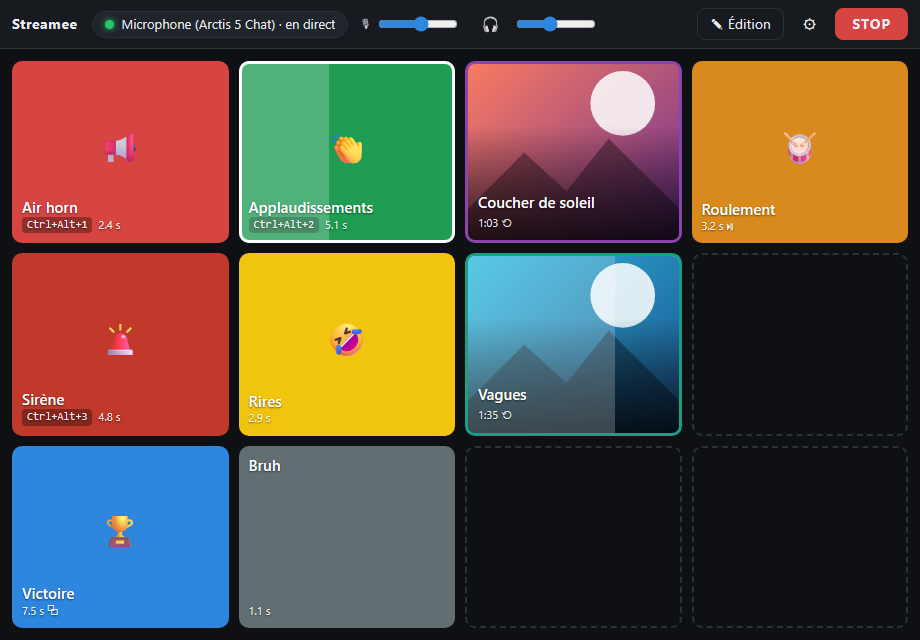 Streamee
Microphone (Arctis 5 Chat) · en direct
Édition
STOP
Air horn
Ctrl+Alt+1 2.4 s
Applaudissements
Ctrl+Alt+2 5.1 s
Coucher de soleil
1:03
Roulement
3.2 s
Sirène
Ctrl+Alt+3 4.8 s
Rires
2.9 s
Vagues
1:35
Victoire
7.5 s
Bruh
1.1 s